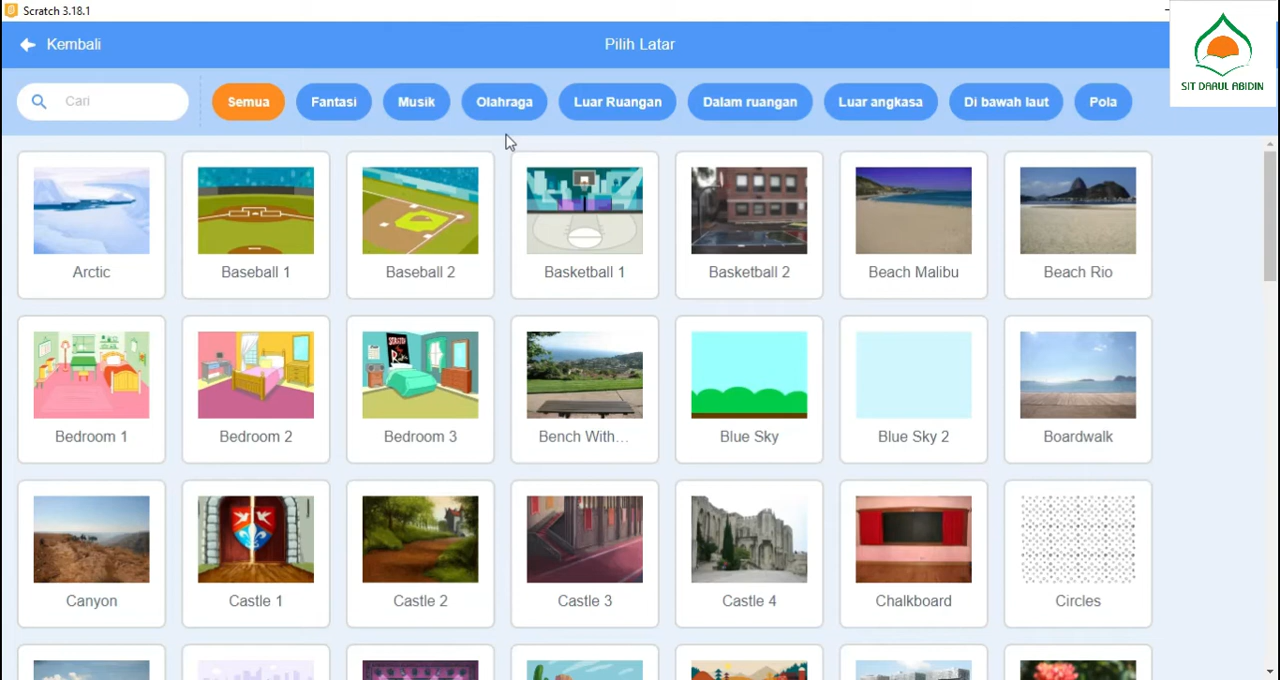 Scratch 3.18.1
Kembali
Pilih Latar
SIT DARUL ABIDIN
Cari
Semua
Fantasi
Musik
Olahraga
Luar Ruangan
Dalam ruangan
Luar angkasa
Di bawah laut
Pola
Arctic
Baseball 1
Baseball 2
Basketball 1
Basketball 2
Beach Malibu
Beach Rio
Bedroom 1
Bedroom 2
Bedroom 3
Bench With...
Blue Sky
Blue Sky 2
Boardwalk
Canyon
Castle 1
Castle 2
Castle 3
Castle 4
Chalkboard
Circles